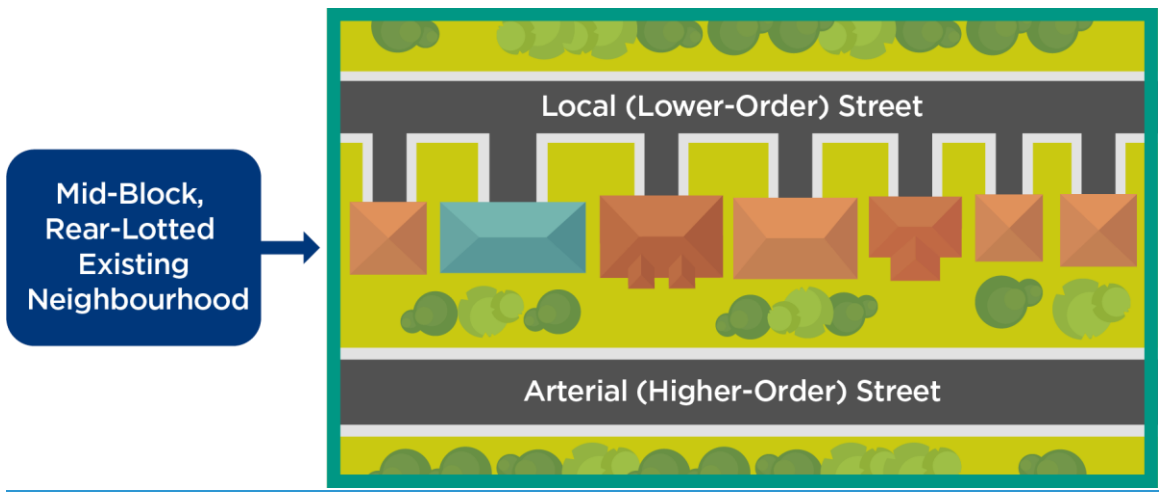 Local (Lower-Order) Street
Mid-Block,
Rear-Lotted
Existing
Neighbourhood
Arterial (Higher-Order) Street